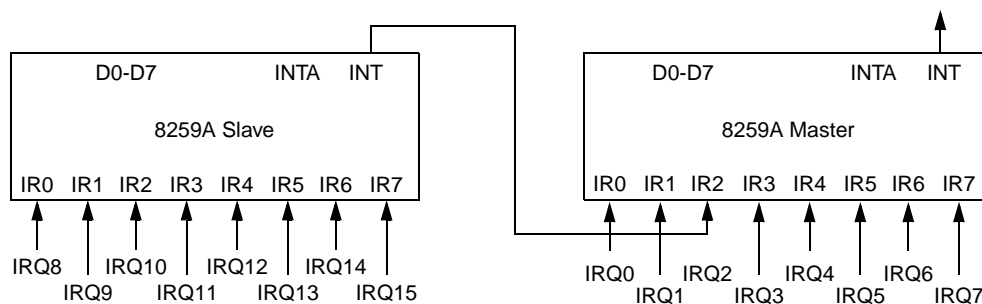 D0-D7 INTA INT
8259A Slave
IR0 IR1 IR2 IR3 IR4 IR5 IR6 IR7
IRQ8 IRQ10 IRQ12 IRQ14
IRQ9 IRQ11 IRQ13 IRQ15
D0-D7 INTA INT
8259A Master
IR0 IR1 IR2 IR3 IR4 IR5 IR6 IR7
IRQ0 IRQ2 IRQ4 IRQ6
IRQ1 IRQ3 IRQ5 IRQ7